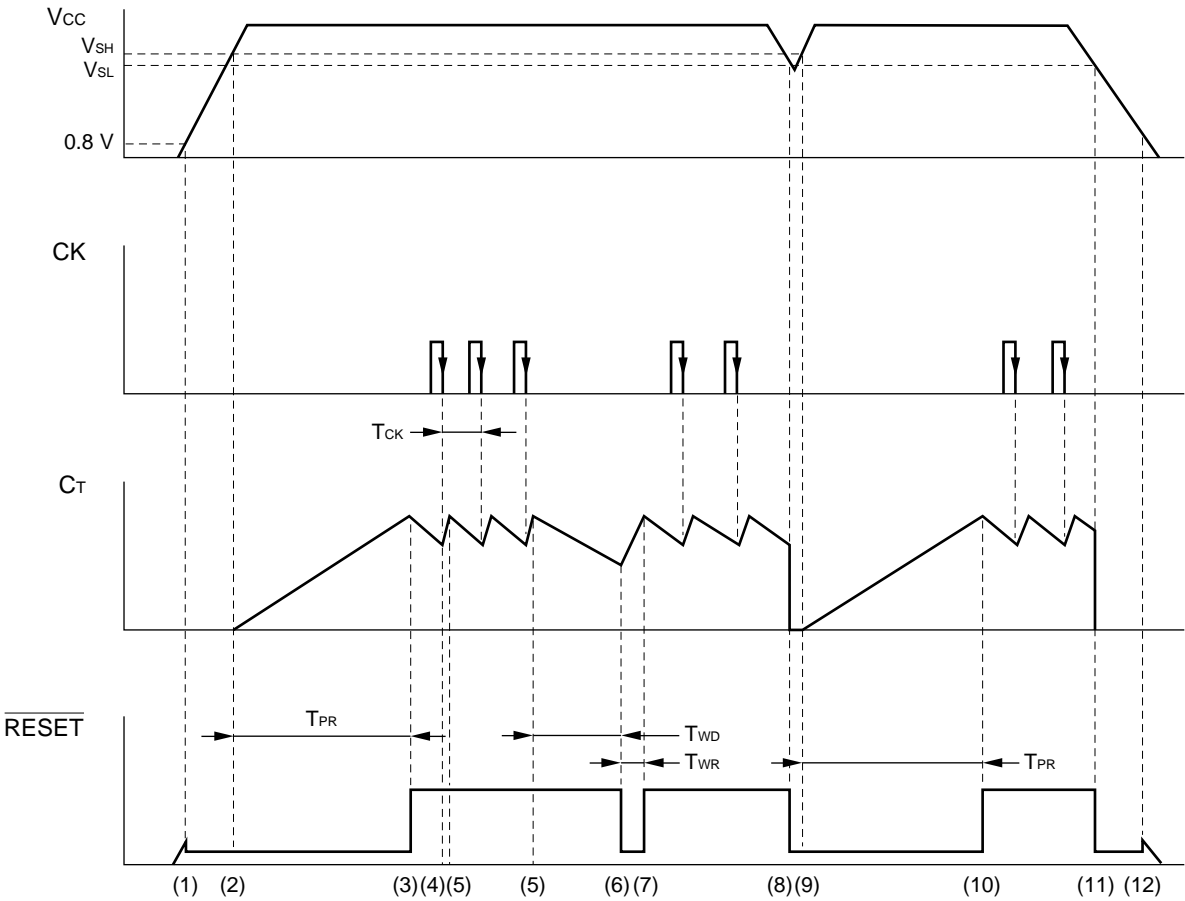 VCC
VSH
VSL
0.8 V
CK
TCK
CT
RESET
TPR
TWD
TWR
TPR
(1) (2) (3) (4) (5) (5) (6) (7) (8) (9) (10) (11) (12)